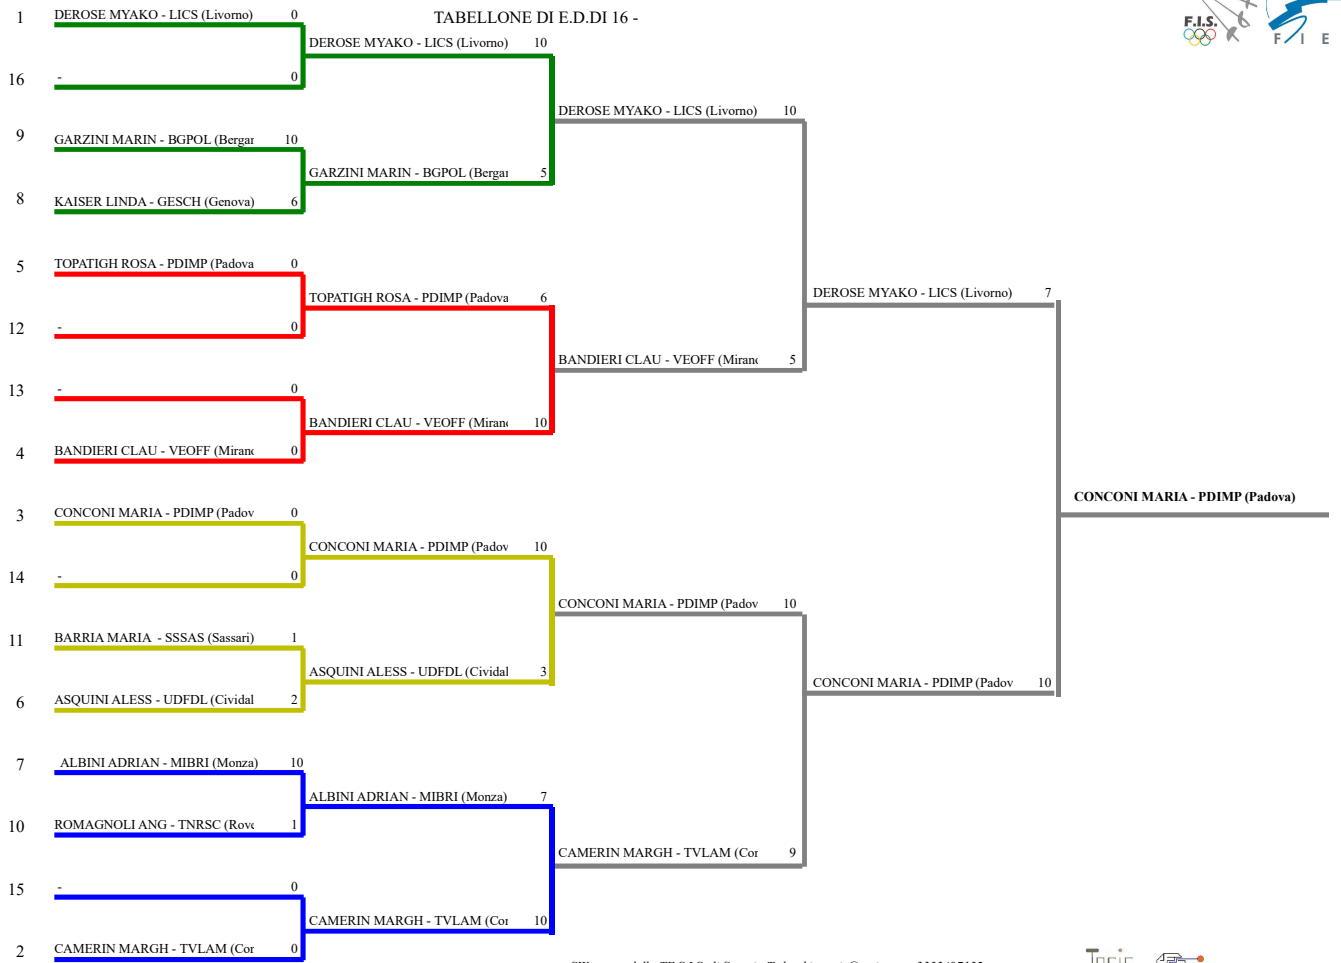 TABELLONE DI E.D.DI 16 -
F.I.S.
F I E
1 DEROSE MYAKO - LICS (Livorno) 0
16 - 0
9 GARZINI MARIN - BGPOL (Bergar 10
8 KAISER LINDA - GESCH (Genova) 6
5 TOPATIGH ROSA - PDIMP (Padova 0
12 - 0
13 - 0
4 BANDIERI CLAU - VEOFF (Miran 0
3 CONCONI MARIA - PDIMP (Padov 0
14 - 0
11 BARRIA MARIA - SSSAS (Sassari) 1
6 ASQUINI ALESS - UDFDL (Cividal 2
7 ALBINI ADRIAN - MIBRI (Monza) 10
10 ROMAGNOLI ANG - TNRSC (Rove 1
15 - 0
2 CAMERIN MARGH - TVLAM (Cor 0
DEROSE MYAKO - LICS (Livorno) 10
GARZINI MARIN - BGPOL (Bergar 5
TOPATIGH ROSA - PDIMP (Padova 6
BANDIERI CLAU - VEOFF (Miran 10
CONCONI MARIA - PDIMP (Padov 10
ASQUINI ALESS - UDFDL (Cividal 3
ALBINI ADRIAN - MIBRI (Monza) 7
CAMERIN MARGH - TVLAM (Cor 10
DEROSE MYAKO - LICS (Livorno) 10
BANDIERI CLAU - VEOFF (Miran 5
CONCONI MARIA - PDIMP (Padov 10
CAMERIN MARGH - TVLAM (Cor 9
DEROSE MYAKO - LICS (Livorno) 7
CONCONI MARIA - PDIMP (Padov 10
CONCONI MARIA - PDIMP (Padova)